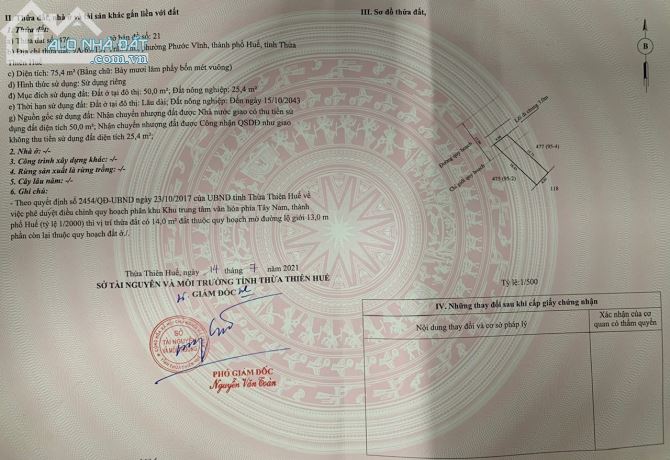 II. Thửa đất, nhà ở và tài sản khác gắn liền với đất
ALO NHÀ ĐẤT
1. Thửa đất:
a) Thửa đất số: tờ bản đồ số: 21
b) Địa chỉ thửa đất: phường Phước Vĩnh, thành phố Huế, tỉnh Thừa
Thiên Huế
c) Diện tích: 75,4 m² (Bằng chữ: Bảy mươi lăm phẩy bốn mét vuông)
d) Hình thức sử dụng: Sử dụng riêng
đ) Mục đích sử dụng đất: Đất ở tại đô thị: 50,0 m²; Đất nông nghiệp: 25,4 m²
e) Thời hạn sử dụng đất: Đất ở tại đô thị: Lâu dài; Đất nông nghiệp: Đến ngày 15/10/2043
g) Nguồn gốc sử dụng đất: Nhận chuyển nhượng đất được Nhà nước giao có thu tiền sử
dụng đất diện tích 50,0 m²; Nhận chuyển nhượng đất được Công nhận QSDĐ như giao
không thu tiền sử dụng đất diện tích 25,4 m²;
2. Nhà ở: -/-
3. Công trình xây dựng khác: -/-
4. Rừng sản xuất là rừng trồng: -/-
5. Cây lâu năm: -/-
6. Ghi chú:
- Theo quyết định số 2454/QĐ-UBND ngày 23/10/2017 của UBND tỉnh Thừa Thiên Huế về
việc phê duyệt điều chỉnh quy hoạch phân khu Khu trung tâm văn hóa phía Tây Nam, thành
phố Huế (tỷ lệ 1/2000) thì vị trí thửa đất có 14,0 m² đất thuộc quy hoạch mở đường lộ giới 13,0 m
phần còn lại thuộc quy hoạch đất ở./.
Thừa Thiên Huế, ngày 14 tháng 7 năm 2021
SỞ TÀI NGUYÊN VÀ MÔI TRƯỜNG TỈNH THỪA THIÊN HUẾ
GIÁM ĐỐC
SỞ
TÀI NGUYÊN
VÀ MÔI TRƯỜNG
PHÓ GIÁM ĐỐC
Nguyễn Văn Toàn
III. Sơ đồ thửa đất,
B
Lối đi chung 3.0m
Đường quy hoạch
Chỉ giới quy hoạch
477 (95-4)
475 (95-2)
118
Tỷ lệ: 1/500
IV. Những thay đổi sau khi cấp giấy chứng nhận
Nội dung thay đổi và cơ sở pháp lý
Xác nhận của cơ
quan có thẩm quyền